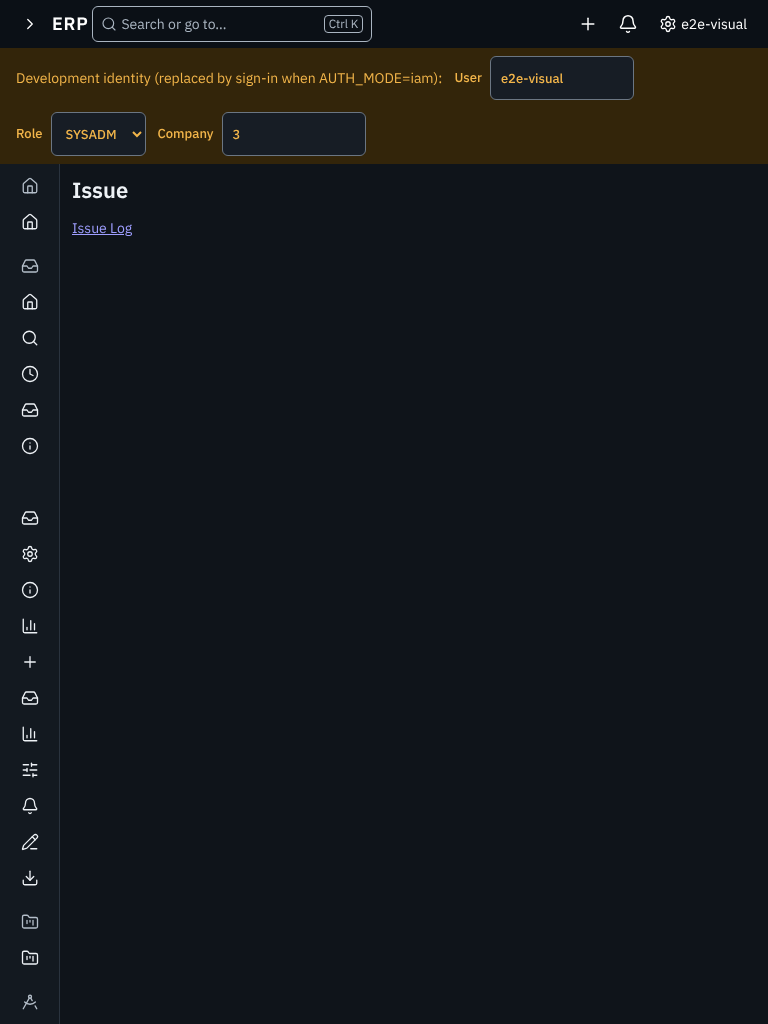 ERP
Search or go to...
Ctrl K
e2e-visual
Development identity (replaced by sign-in when AUTH_MODE=iam):
User
e2e-visual
Role
SYSADM
Company
3
Issue
Issue Log